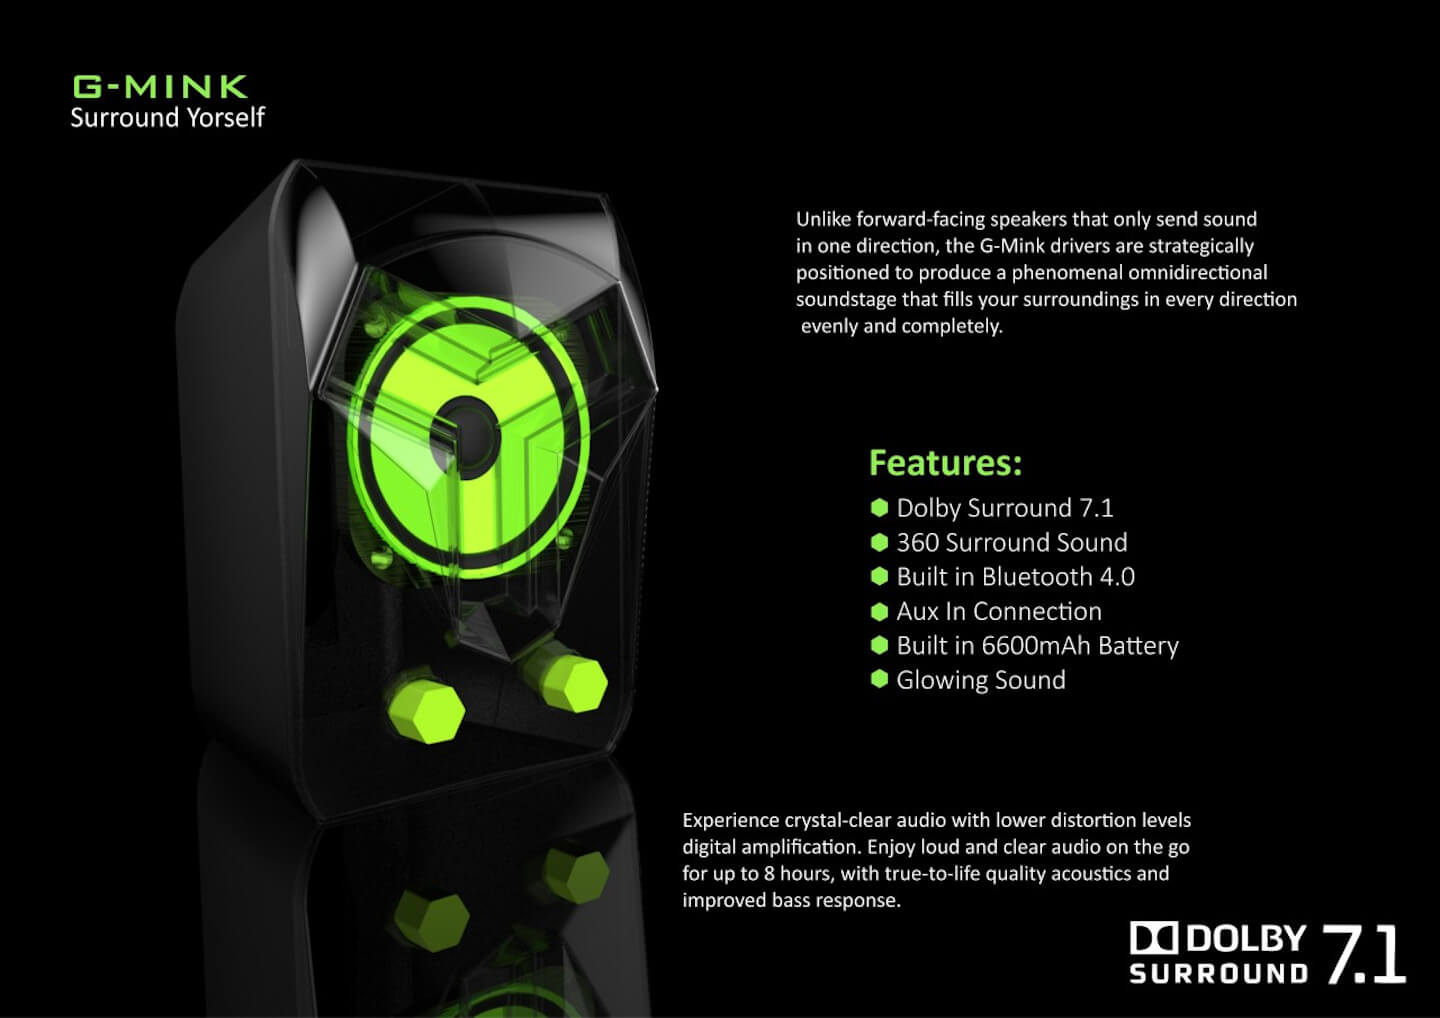 G-MINK
Surround Yorself
Unlike forward-facing speakers that only send sound
in one direction, the G-Mink drivers are strategically
positioned to produce a phenomenal omnidirectional
soundstage that fills your surroundings in every direction
evenly and completely.
Features:
Dolby Surround 7.1
360 Surround Sound
Built in Bluetooth 4.0
Aux In Connection
Built in 6600mAh Battery
Glowing Sound
Experience crystal-clear audio with lower distortion levels
digital amplification. Enjoy loud and clear audio on the go
for up to 8 hours, with true-to-life quality acoustics and
improved bass response.
DOLBY
SURROUND 7.1